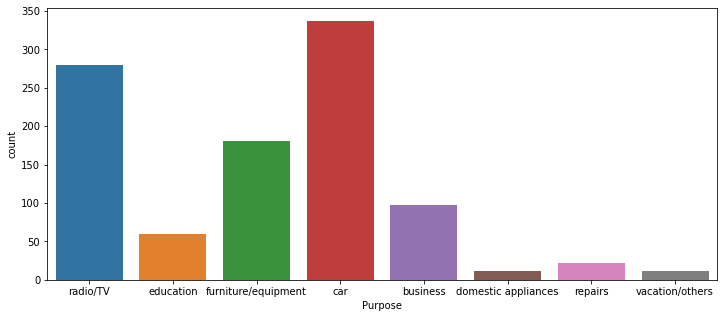 350
300
250
200
150
100
50
0
count
radio/TV education furniture/equipment car business domestic appliances repairs vacation/others
Purpose